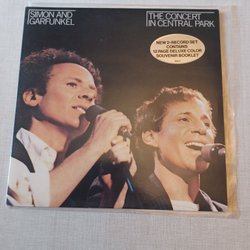 SIMON AND
GARFUNKEL
THE CONCERT
IN CENTRAL PARK
NEW 2-RECORD SET
CONTAINS
12 PAGE DELUXE COLOR
SOUVENIR BOOKLET